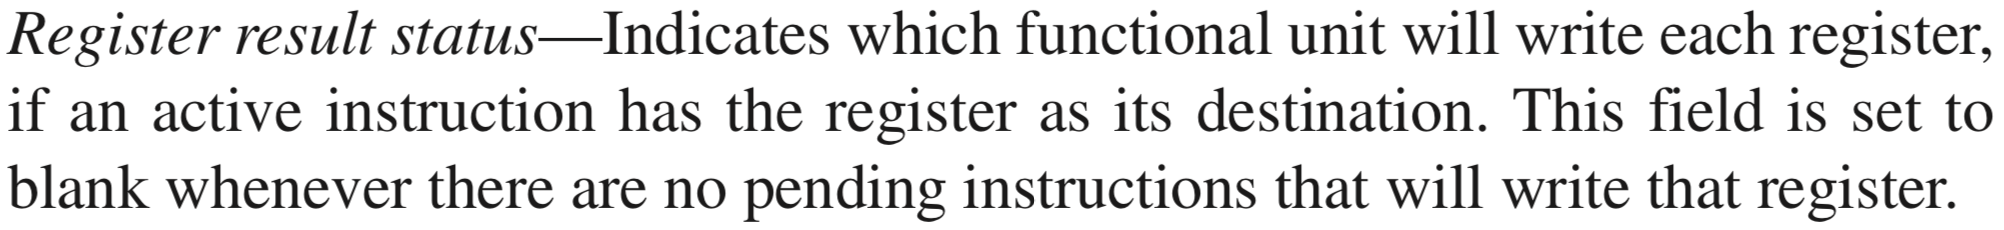 Register result status—Indicates which functional unit will write each register,
if an active instruction has the register as its destination. This field is set to
blank whenever there are no pending instructions that will write that register.